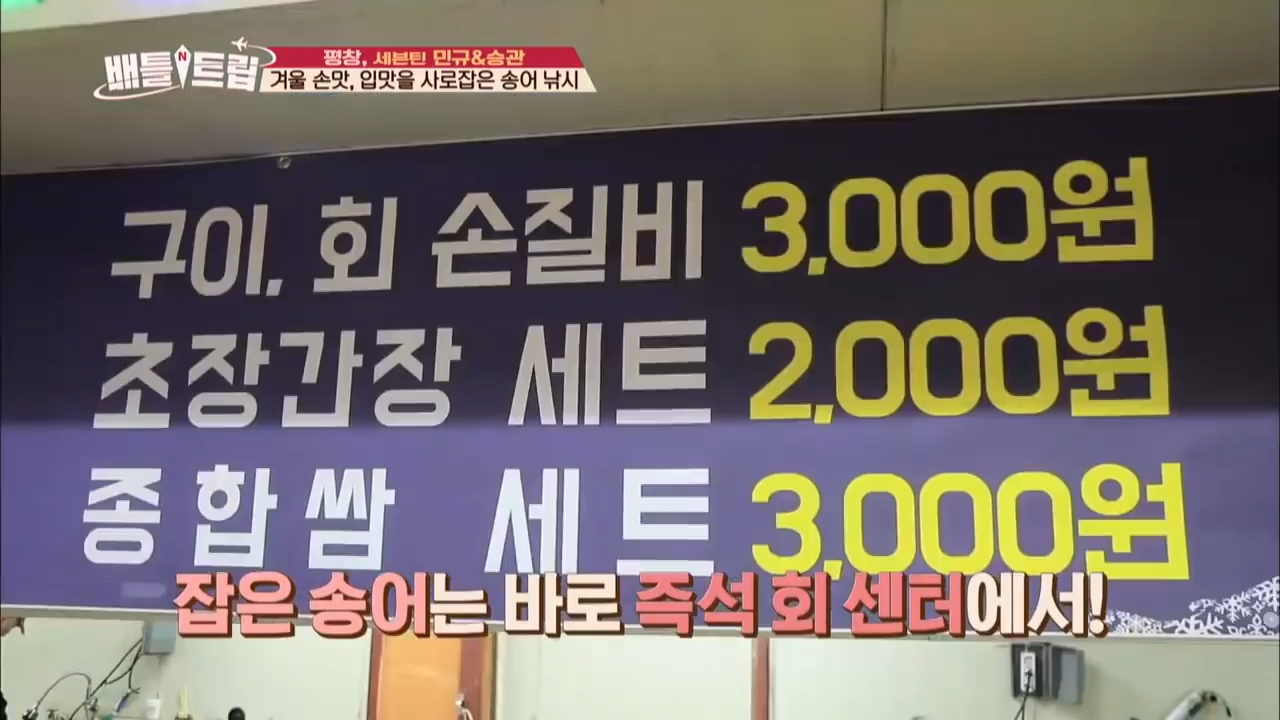 배틀트립
평창, 세븐틴 민규&승관
겨울 손맛, 입맛을 사로잡은 송어 낚시
구이, 회 손질비 3,000원
초장간장 세트 2,000원
종합쌈 세트 3,000원
잡은 송어는 바로 즉석 회 센터에서!